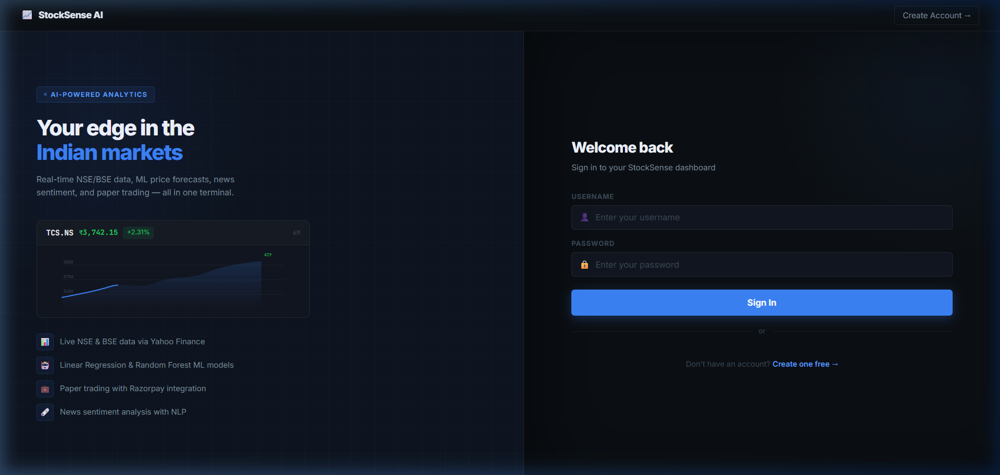 StockSense AI
Create Account →
AI-POWERED ANALYTICS
Your edge in the
Indian markets
Real-time NSE/BSE data, ML price forecasts, news
sentiment, and paper trading — all in one terminal.
TCS.NS ₹3,742.15 +2.31% 6M
AI↑
3800
3700
3600
Live NSE & BSE data via Yahoo Finance
Linear Regression & Random Forest ML models
Paper trading with Razorpay integration
News sentiment analysis with NLP
Welcome back
Sign in to your StockSense dashboard
USERNAME
Enter your username
PASSWORD
Enter your password
Sign In
or
Don't have an account? Create one free →